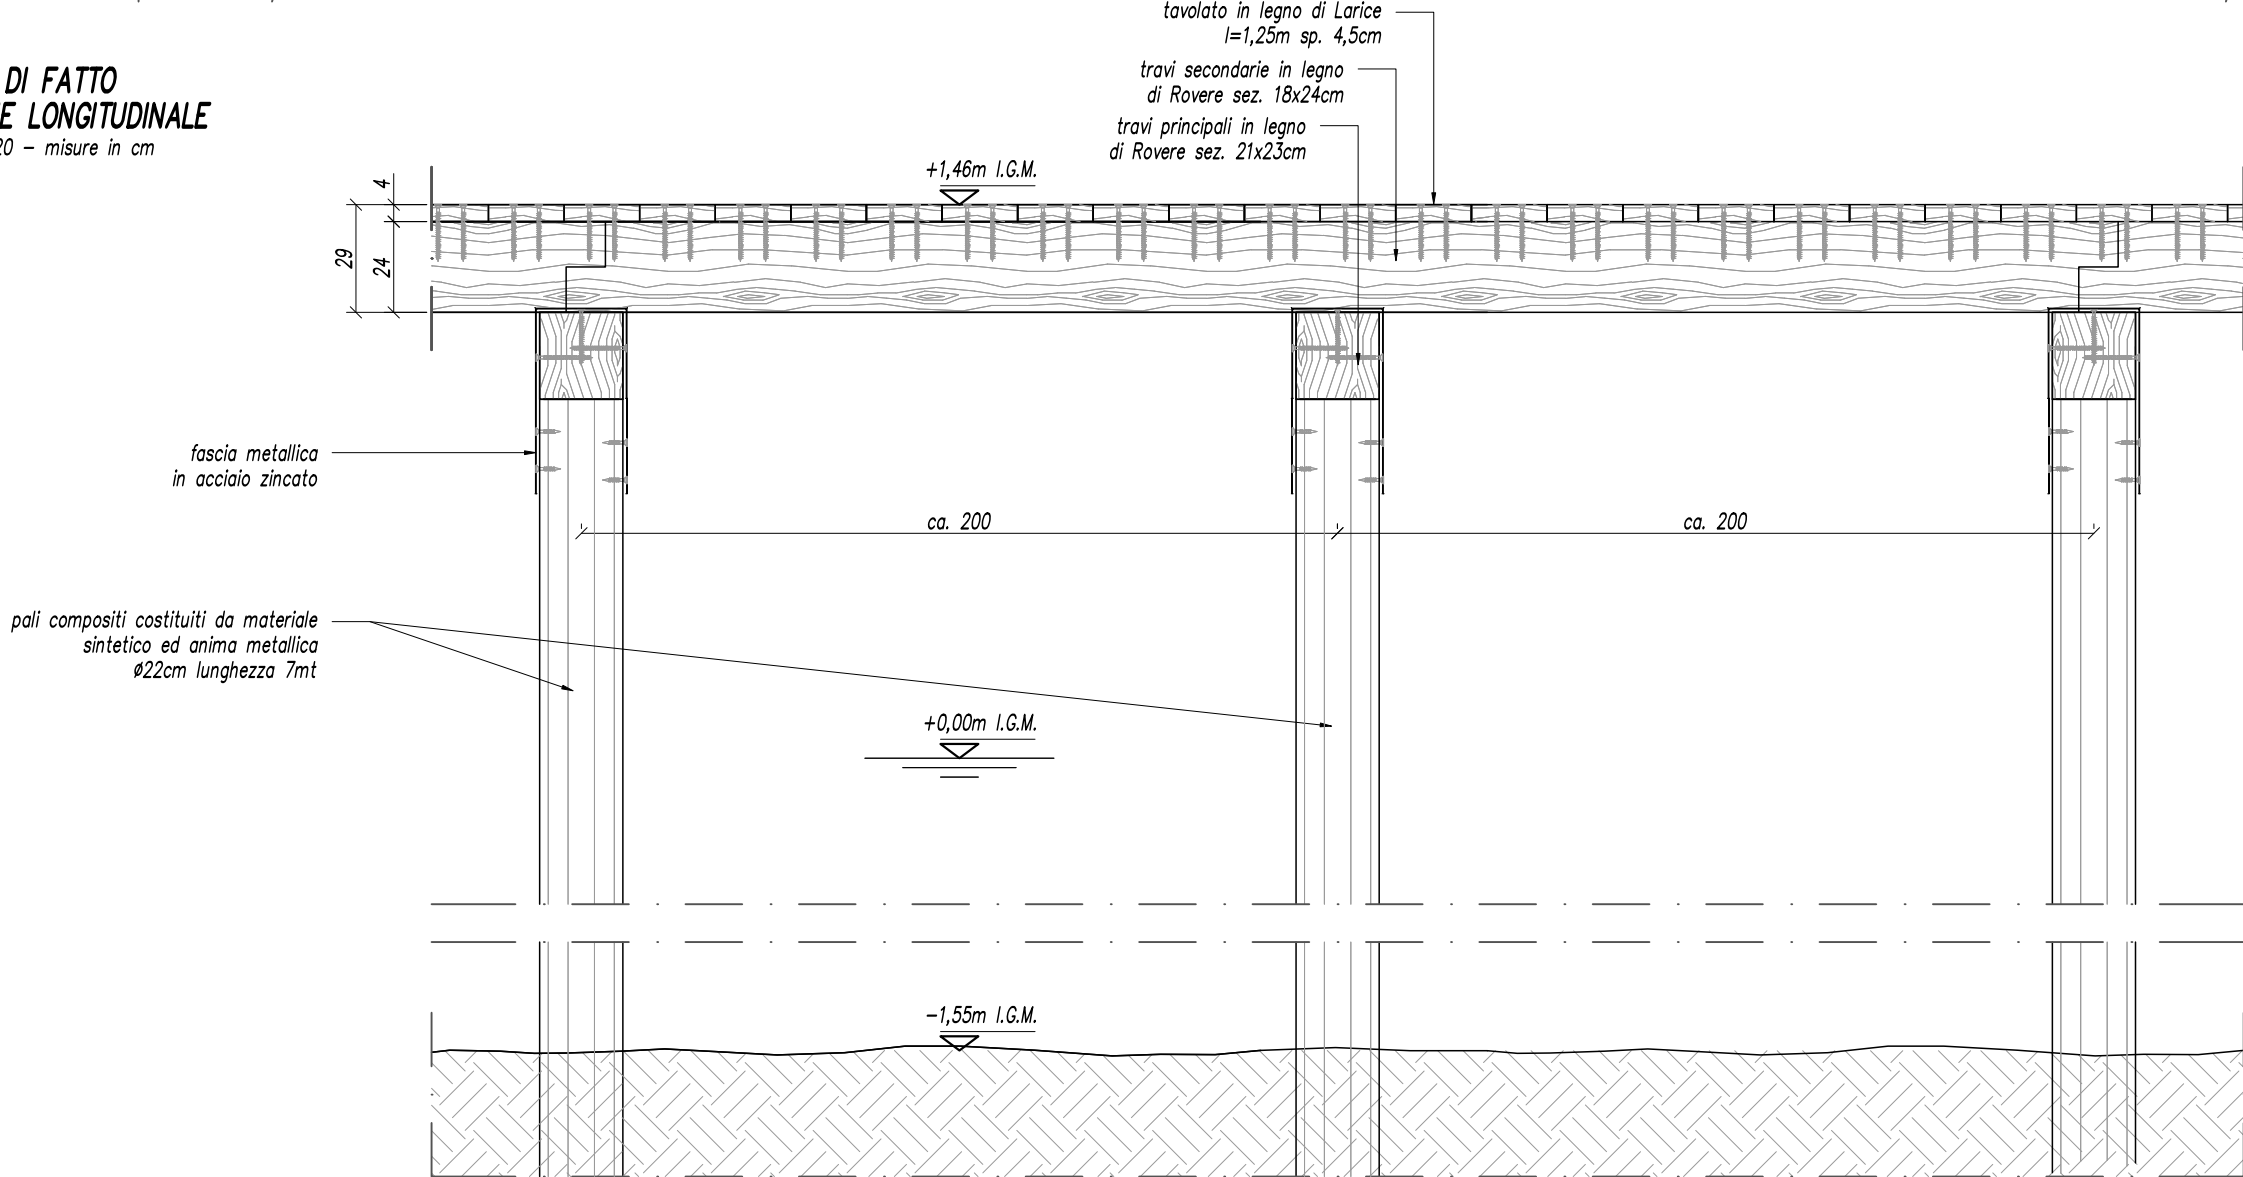 DI FATTO
E LONGITUDINALE
20 – misure in cm
tavolato in legno di Larice
l=1,25m sp. 4,5cm
travi secondarie in legno
di Rovere sez. 18x24cm
travi principali in legno
di Rovere sez. 21x23cm
+1,46m I.G.M.
4
29
24
fascia metallica
in acciaio zincato
ca. 200
ca. 200
pali compositi costituiti da materiale
sintetico ed anima metallica
ø22cm lunghezza 7mt
+0,00m I.G.M.
-1,55m I.G.M.